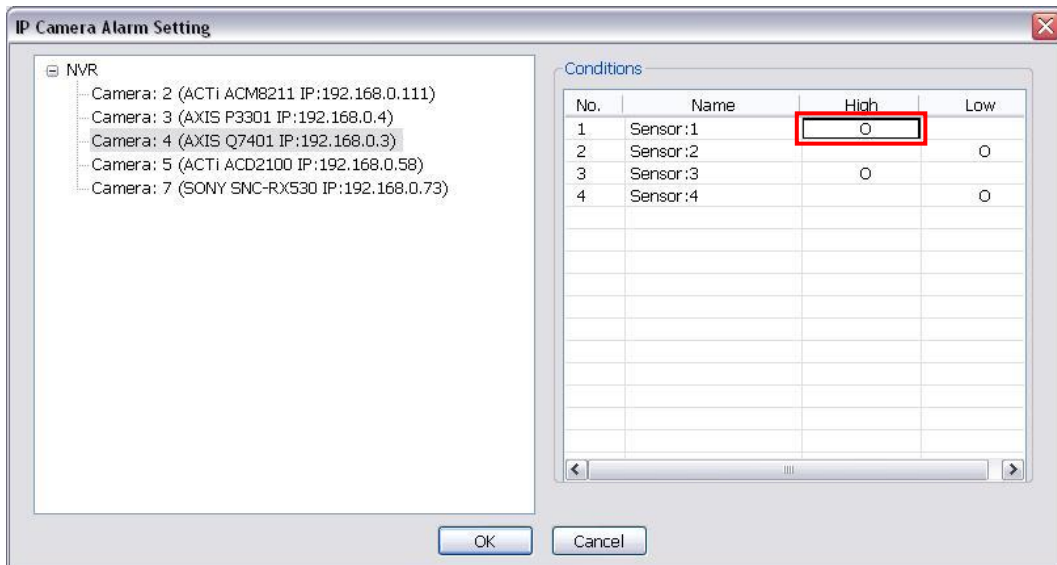 IP Camera Alarm Setting
NVR
Camera: 2 (ACTi ACM8211 IP:192.168.0.111)
Camera: 3 (AXIS P3301 IP:192.168.0.4)
Camera: 4 (AXIS Q7401 IP:192.168.0.3)
Camera: 5 (ACTi ACD2100 IP:192.168.0.58)
Camera: 7 (SONY SNC-RX530 IP:192.168.0.73)
Conditions
No. Name High Low
1 Sensor:1 O
2 Sensor:2 O
3 Sensor:3 O
4 Sensor:4 O
OK Cancel